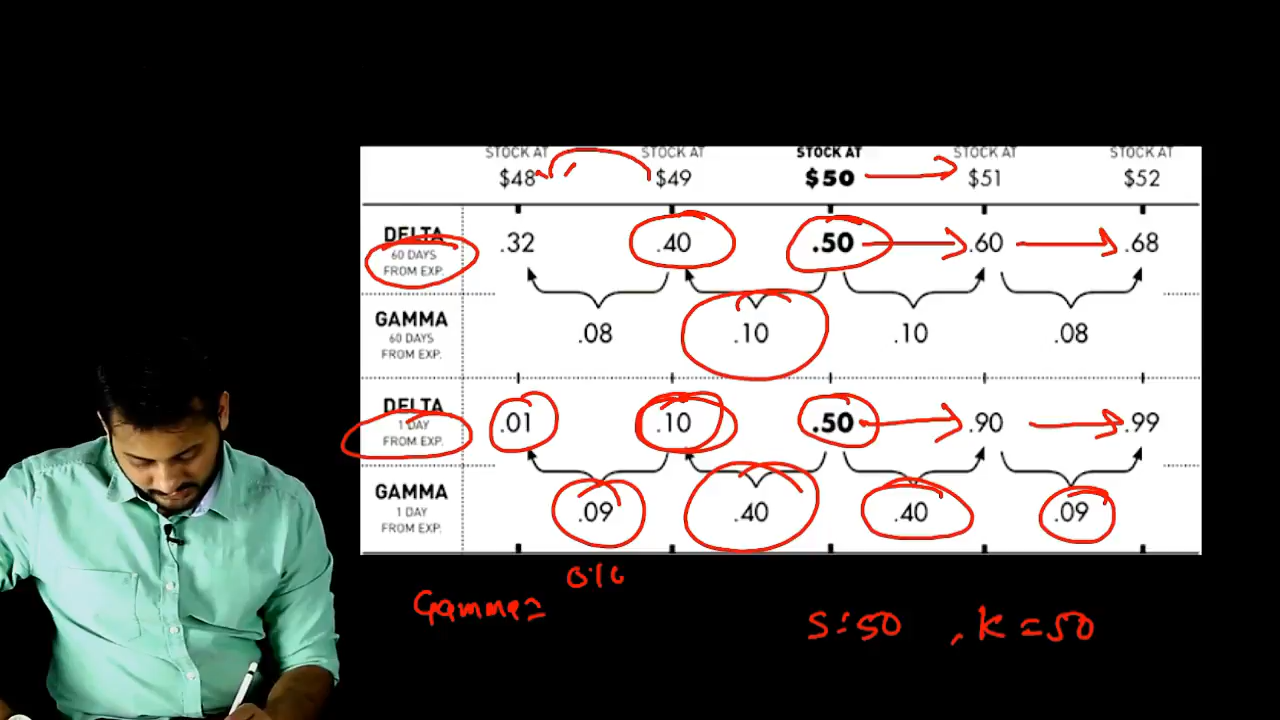 STOCK AT STOCK AT STOCK AT STOCK AT STOCK AT
$48 $49 $50 $51 $52
DELTA
60 DAYS
FROM EXP.
.32 .40 .50 .60 .68
GAMMA
60 DAYS
FROM EXP.
.08 .10 .10 .08
DELTA
1 DAY
FROM EXP.
.01 .10 .50 .90 .99
GAMMA
1 DAY
FROM EXP.
.09 .40 .40 .09
Gamma =
S:50 , K = 50